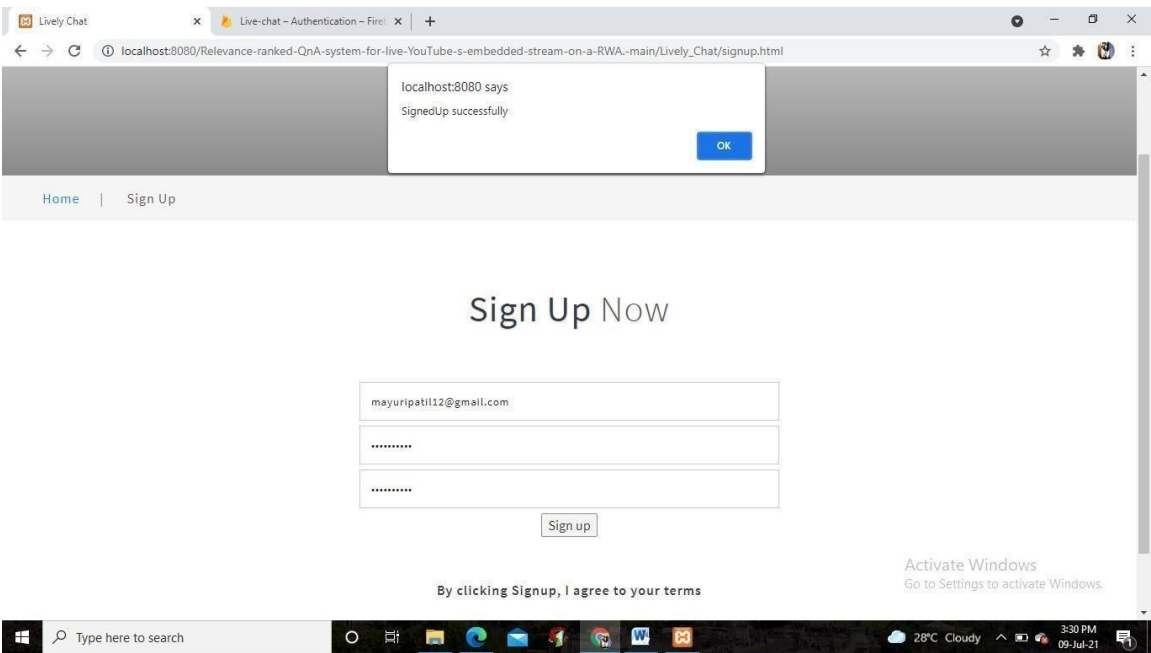 Lively Chat
Live-chat – Authentication – Fire
localhost:8080/Relevance-ranked-QnA-system-for-live-YouTube-s-embedded-stream-on-a-RWA.-main/Lively_Chat/signup.html
localhost:8080 says
SignedUp successfully
OK
Home | Sign Up
Sign Up Now
mayuripatil12@gmail.com
••••••••••
••••••••••
Sign up
By clicking Signup, I agree to your terms
Activate Windows
Go to Settings to activate Windows.
Type here to search
28°C Cloudy
3:30 PM
09-Jul-21